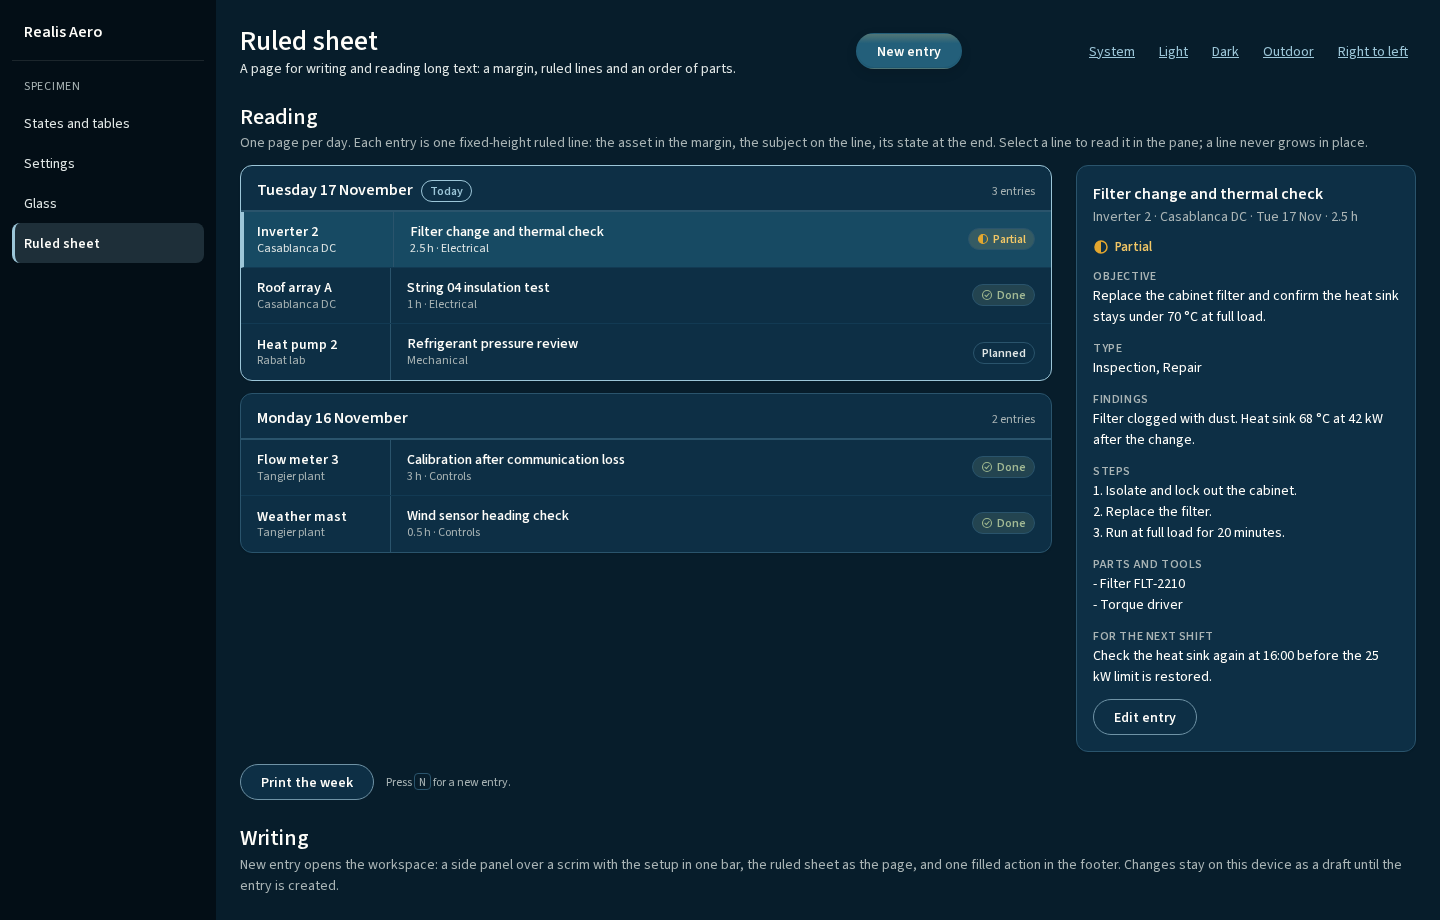 Realis Aero
SPECIMEN
States and tables
Settings
Glass
Ruled sheet
Ruled sheet
A page for writing and reading long text: a margin, ruled lines and an order of parts.
New entry
System
Light
Dark
Outdoor
Right to left
Reading
One page per day. Each entry is one fixed-height ruled line: the asset in the margin, the subject on the line, its state at the end. Select a line to read it in the pane; a line never grows in place.
Tuesday 17 November
Today
3 entries
Inverter 2
Casablanca DC
Filter change and thermal check
2.5 h · Electrical
Partial
Roof array A
Casablanca DC
String 04 insulation test
1 h · Electrical
Done
Heat pump 2
Rabat lab
Refrigerant pressure review
Mechanical
Planned
Monday 16 November
2 entries
Flow meter 3
Tangier plant
Calibration after communication loss
3 h · Controls
Done
Weather mast
Tangier plant
Wind sensor heading check
0.5 h · Controls
Done
Filter change and thermal check
Inverter 2 · Casablanca DC · Tue 17 Nov · 2.5 h
Partial
OBJECTIVE
Replace the cabinet filter and confirm the heat sink
stays under 70 °C at full load.
TYPE
Inspection, Repair
FINDINGS
Filter clogged with dust. Heat sink 68 °C at 42 kW
after the change.
STEPS
1. Isolate and lock out the cabinet.
2. Replace the filter.
3. Run at full load for 20 minutes.
PARTS AND TOOLS
- Filter FLT-2210
- Torque driver
FOR THE NEXT SHIFT
Check the heat sink again at 16:00 before the 25
kW limit is restored.
Edit entry
Print the week
Press N for a new entry.
Writing
New entry opens the workspace: a side panel over a scrim with the setup in one bar, the ruled sheet as the page, and one filled action in the footer. Changes stay on this device as a draft until the
entry is created.